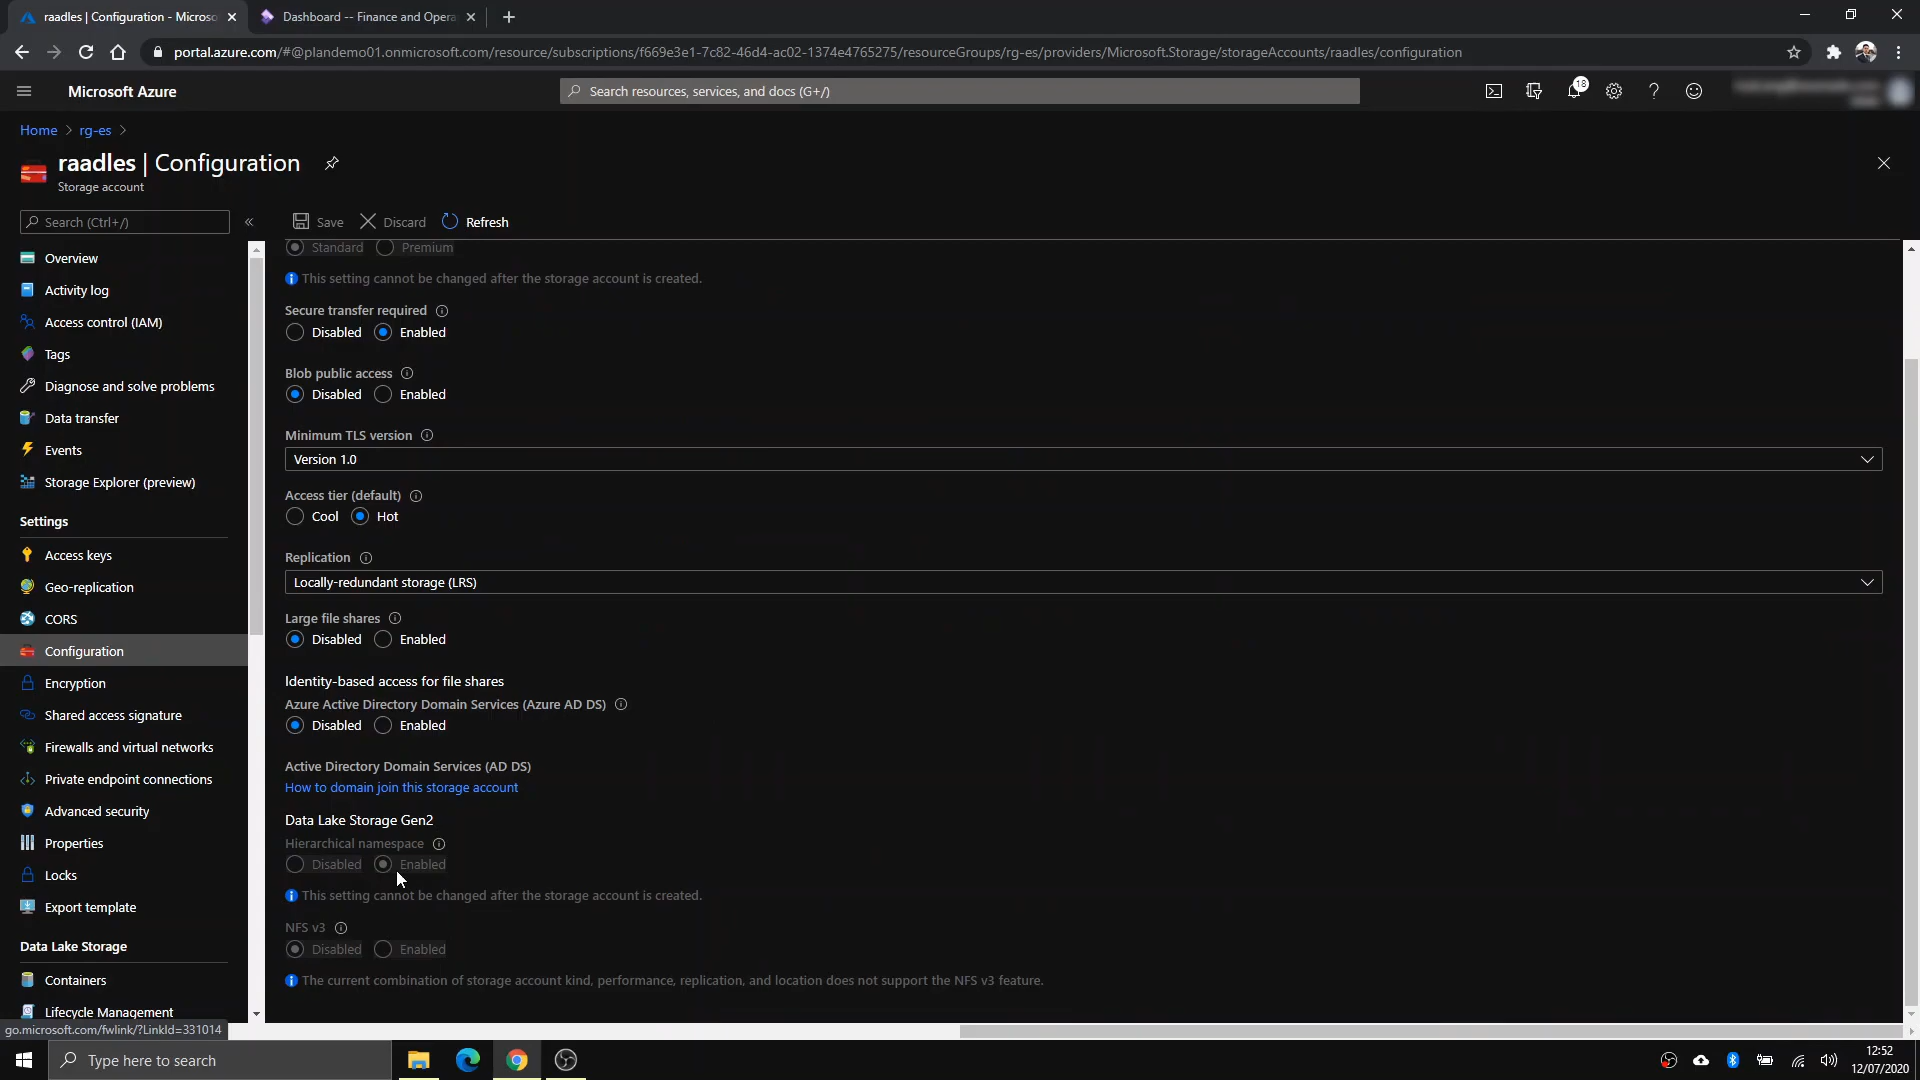 raadles | Configuration - Microso
Dashboard -- Finance and Opera
portal.azure.com/#@plandemo01.onmicrosoft.com/resource/subscriptions/f669e3e1-7c82-46d4-ac02-1374e4765275/resourceGroups/rg-es/providers/Microsoft.Storage/storageAccounts/raadles/configuration
Microsoft Azure
Search resources, services, and docs (G+/)
18
Home > rg-es >
raadles | Configuration
Storage account
Search (Ctrl+/)
«
Save
Discard
Refresh
Overview
Activity log
Access control (IAM)
Tags
Diagnose and solve problems
Data transfer
Events
Storage Explorer (preview)
Settings
Access keys
Geo-replication
CORS
Configuration
Encryption
Shared access signature
Firewalls and virtual networks
Private endpoint connections
Advanced security
Properties
Locks
Export template
Data Lake Storage
Containers
Lifecycle Management
Standard Premium
This setting cannot be changed after the storage account is created.
Secure transfer required
Disabled Enabled
Blob public access
Disabled Enabled
Minimum TLS version
Version 1.0
Access tier (default)
Cool Hot
Replication
Locally-redundant storage (LRS)
Large file shares
Disabled Enabled
Identity-based access for file shares
Azure Active Directory Domain Services (Azure AD DS)
Disabled Enabled
Active Directory Domain Services (AD DS)
How to domain join this storage account
Data Lake Storage Gen2
Hierarchical namespace
Disabled Enabled
This setting cannot be changed after the storage account is created.
NFS v3
Disabled Enabled
The current combination of storage account kind, performance, replication, and location does not support the NFS v3 feature.
go.microsoft.com/fwlink/?LinkId=331014
Type here to search
12:52
12/07/2020